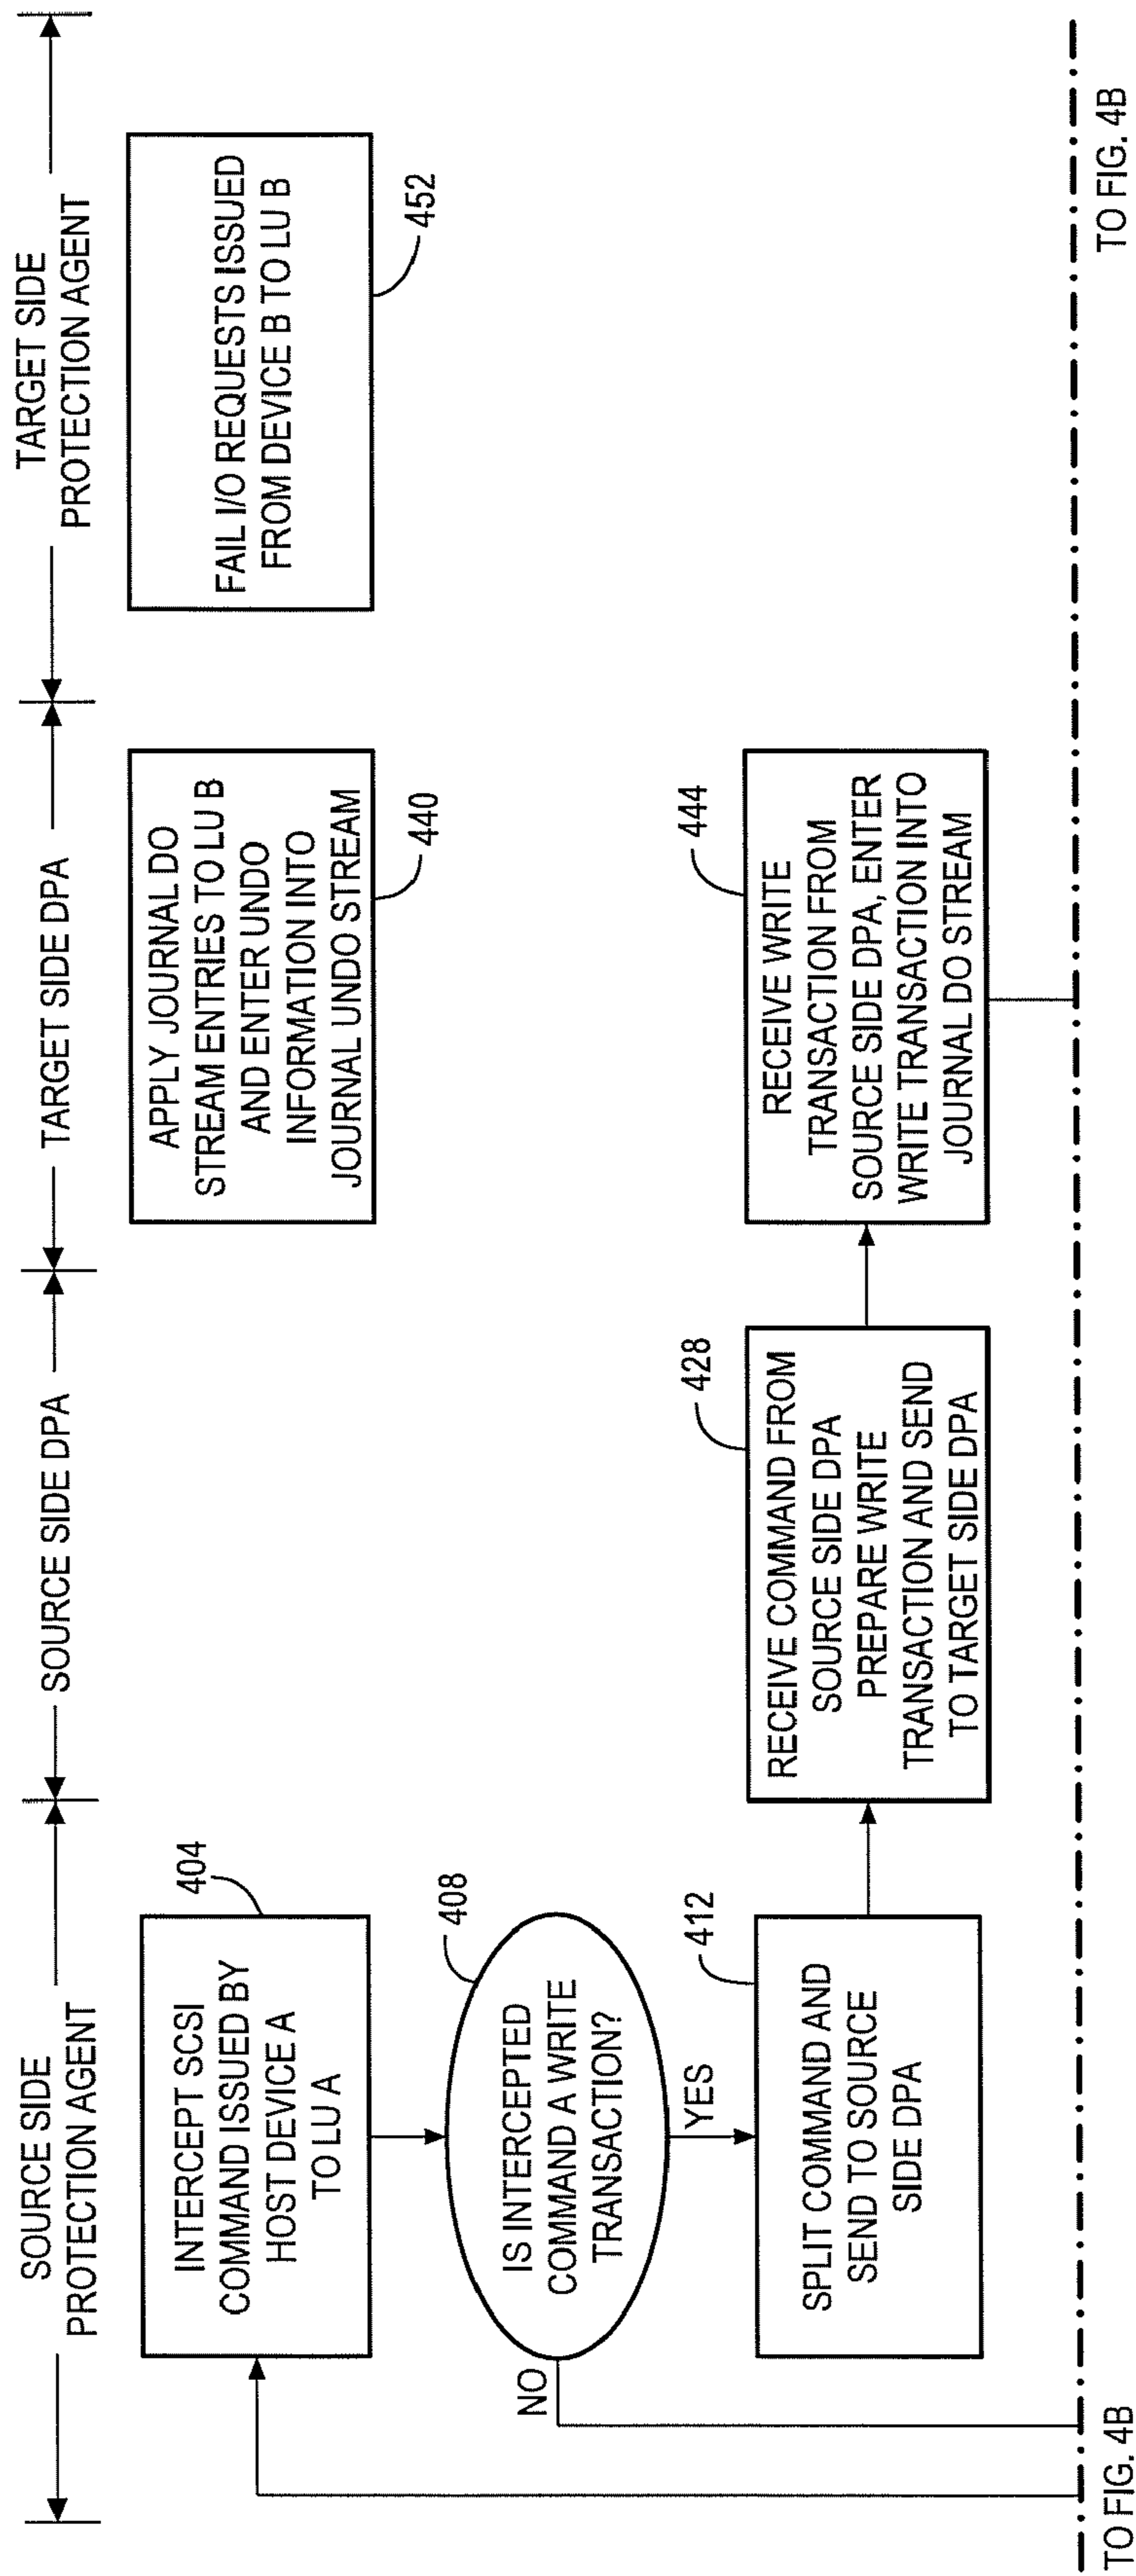 SOURCE SIDE
PROTECTION AGENT
SOURCE SIDE DPA
TARGET SIDE DPA
TARGET SIDE
PROTECTION AGENT
404
INTERCEPT SCSI
COMMAND ISSUED BY
HOST DEVICE A
TO LU A
APPLY JOURNAL DO
STREAM ENTRIES TO LU B
AND ENTER UNDO
INFORMATION INTO
JOURNAL UNDO STREAM
440
FAIL I/O REQUESTS ISSUED
FROM DEVICE B TO LU B
452
408
NO
IS INTERCEPTED
COMMAND A WRITE
TRANSACTION?
YES
412
SPLIT COMMAND AND
SEND TO SOURCE
SIDE DPA
428
RECEIVE COMMAND FROM
SOURCE SIDE DPA
PREPARE WRITE
TRANSACTION AND SEND
TO TARGET SIDE DPA
444
RECEIVE WRITE
TRANSACTION FROM
SOURCE SIDE DPA, ENTER
WRITE TRANSACTION INTO
JOURNAL DO STREAM
TO FIG. 4B
TO FIG. 4B